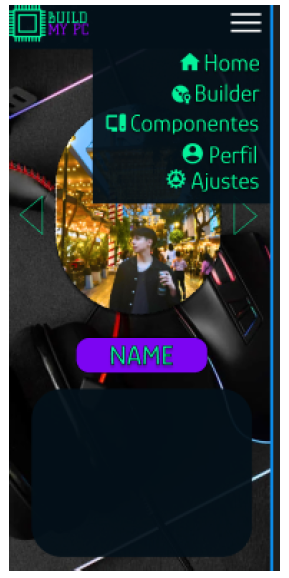 BUILD
MY PC
Home
Builder
Componentes
Perfil
Ajustes
NAME